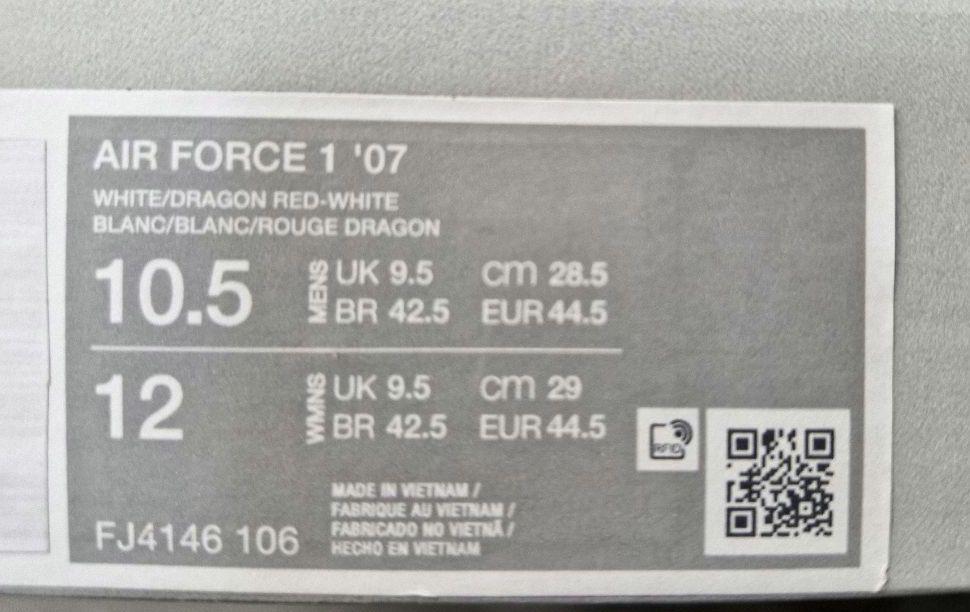 AIR FORCE 1 '07
WHITE/DRAGON RED-WHITE
BLANC/BLANC/ROUGE DRAGON
10.5 MENS UK 9.5 cm 28.5
BR 42.5 EUR 44.5
12 WMNS UK 9.5 cm 29
BR 42.5 EUR 44.5
RFID
MADE IN VIETNAM /
FABRIQUE AU VIETNAM /
FABRICADO NO VIETNÃ /
HECHO EN VIETNAM
FJ4146 106